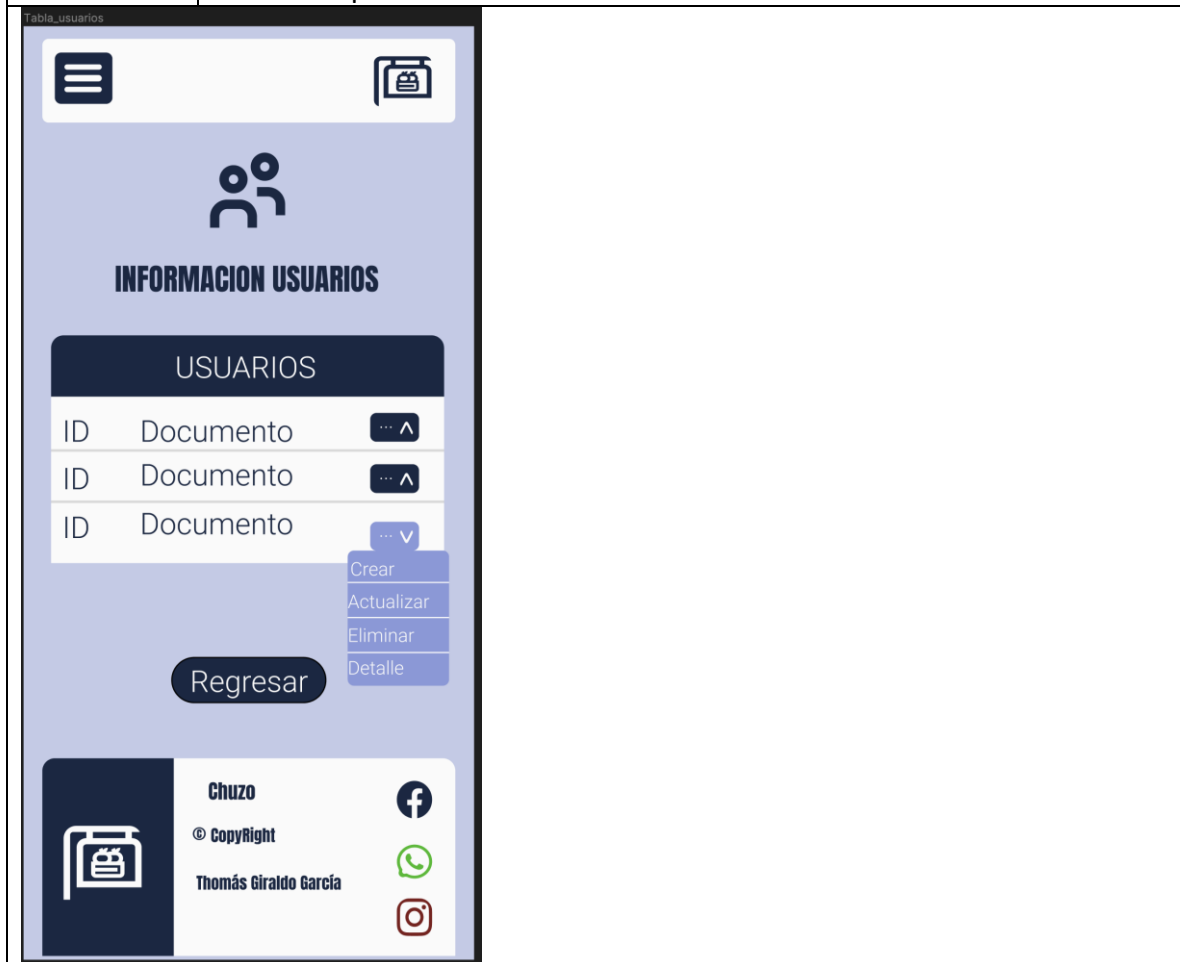 Tabla_usuarios
INFORMACION USUARIOS
USUARIOS
ID Documento ...
ID Documento ...
ID Documento ...
Crear
Actualizar
Eliminar
Detalle
Regresar
Chuzo
© CopyRight
Thomás Giraldo García